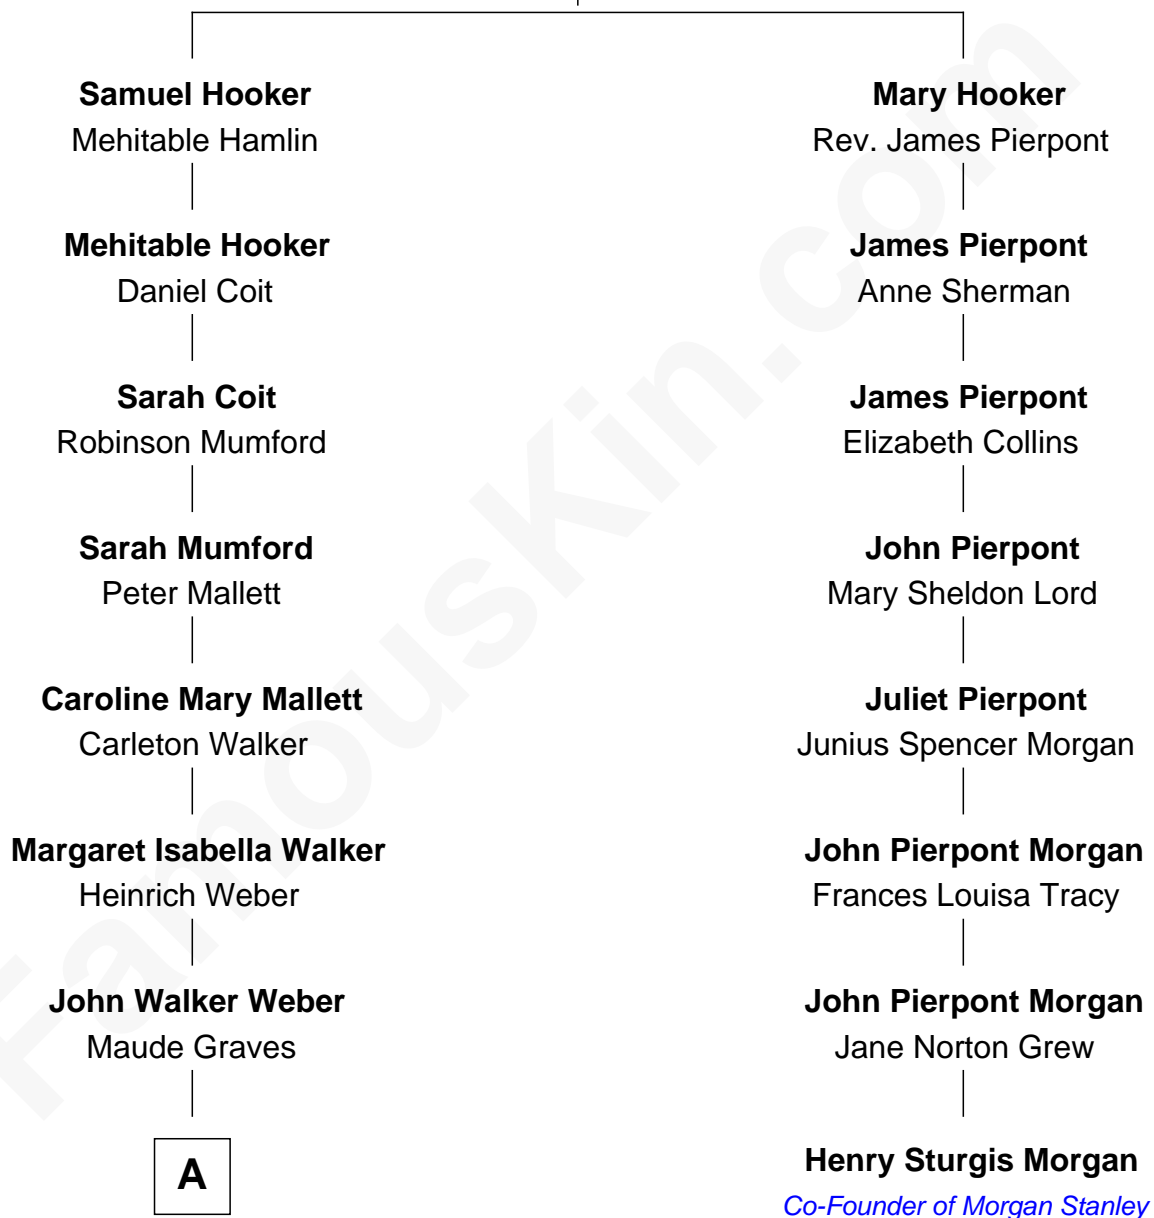 Samuel Hooker
Mehitable Hamlin
Mehitable Hooker
Daniel Coit
Sarah Coit
Robinson Mumford
Sarah Mumford
Peter Mallett
Caroline Mary Mallett
Carleton Walker
Margaret Isabella Walker
Heinrich Weber
John Walker Weber
Maude Graves
A
Mary Hooker
Rev. James Pierpont
James Pierpont
Anne Sherman
James Pierpont
Elizabeth Collins
John Pierpont
Mary Sheldon Lord
Juliet Pierpont
Junius Spencer Morgan
John Pierpont Morgan
Frances Louisa Tracy
John Pierpont Morgan
Jane Norton Grew
Henry Sturgis Morgan
Co-Founder of Morgan Stanley
FamousKin.com